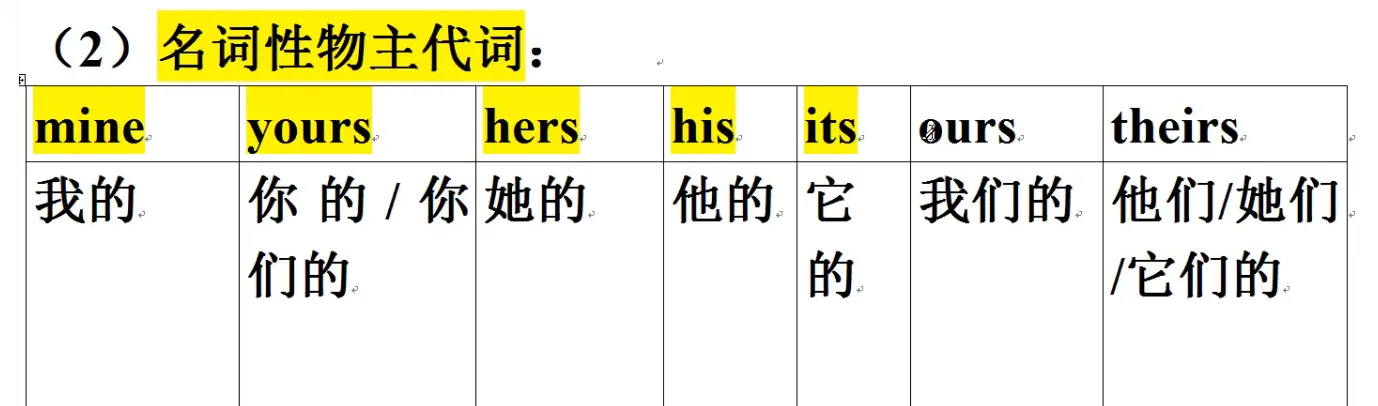 （2）名词性物主代词：
mine yours hers his its ours theirs
我的 你的/你们的 她的 他的 它的 我们的 他们/她们/它们的